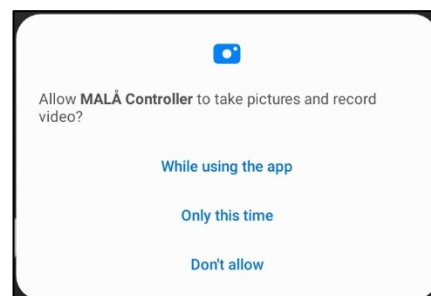 Allow MALÅ Controller to take pictures and record
video?
While using the app
Only this time
Don't allow